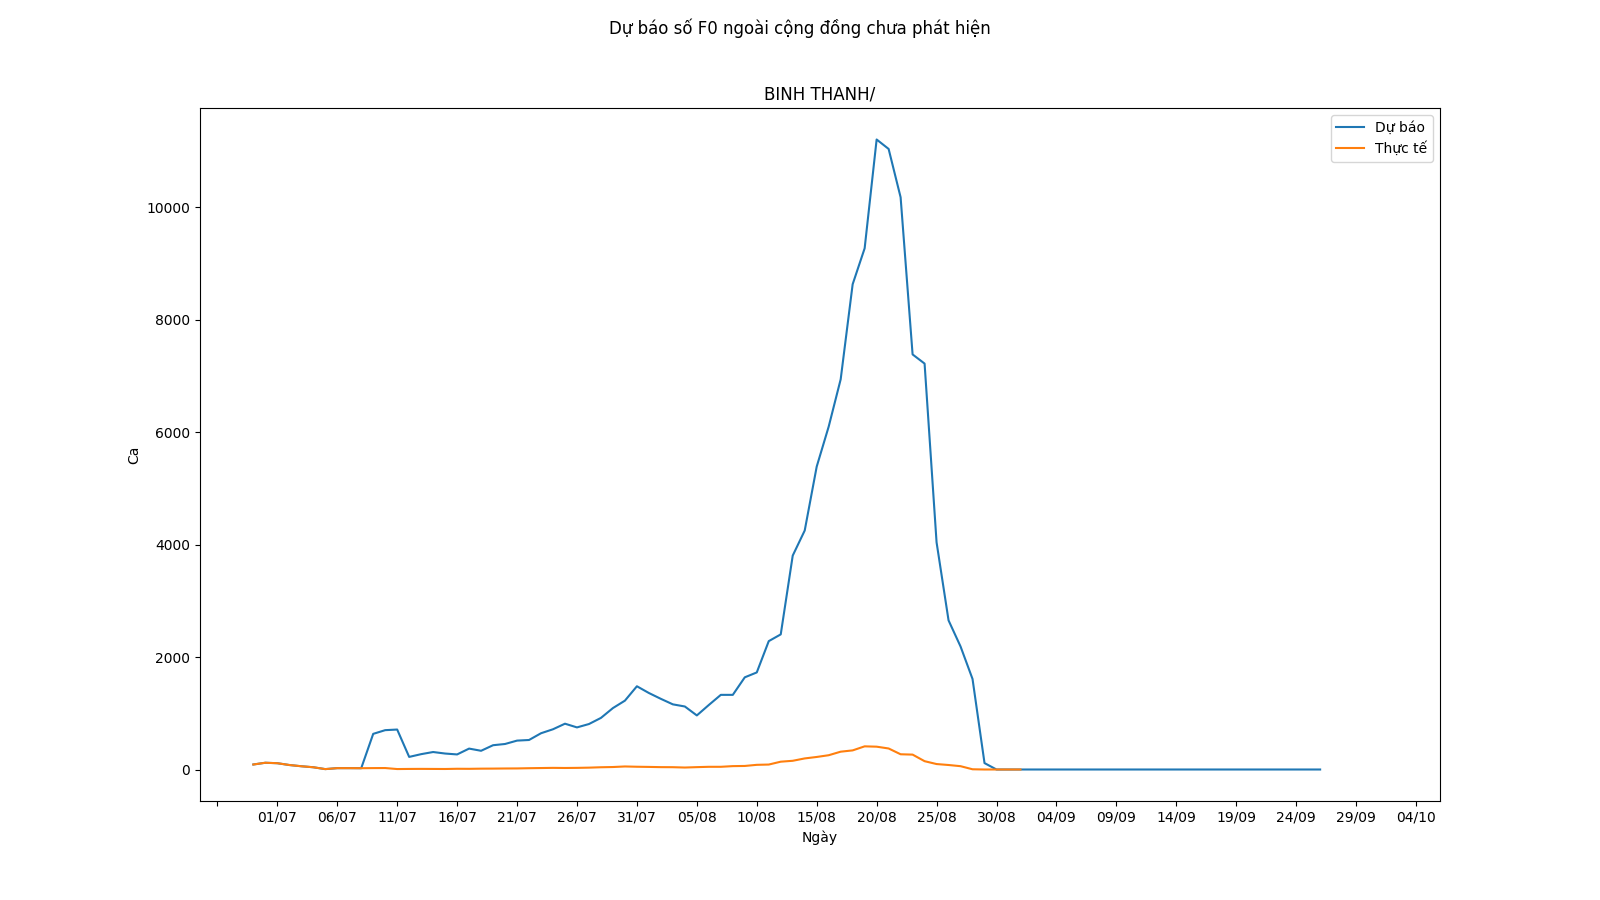 Dự báo số F0 ngoài cộng đồng chưa phát hiện
BINH THANH/
Dự báo
Thực tế
10000
8000
6000
4000
2000
0
Ca
01/07 06/07 11/07 16/07 21/07 26/07 31/07 05/08 10/08 15/08 20/08 25/08 30/08 04/09 09/09 14/09 19/09 24/09 29/09 04/10
Ngày